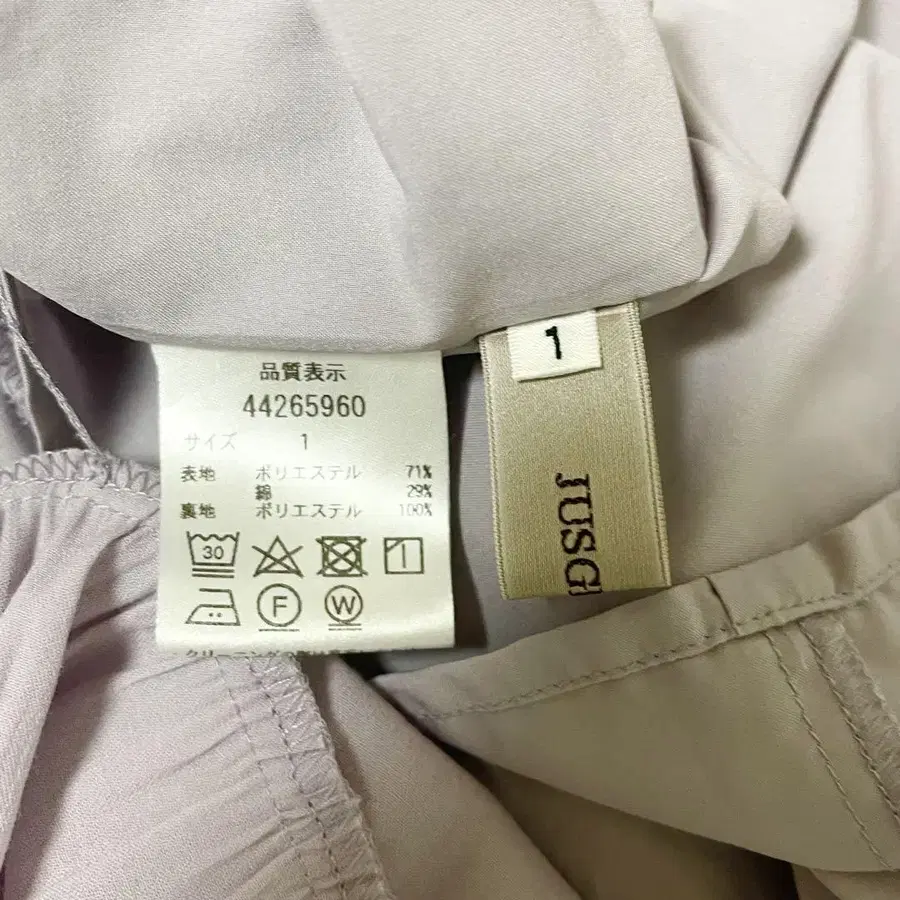 品質表示
44265960
サイズ 1
表地 ポリエステル 71%
綿 29%
裏地 ポリエステル 100%
30
F
W
1
JUSG